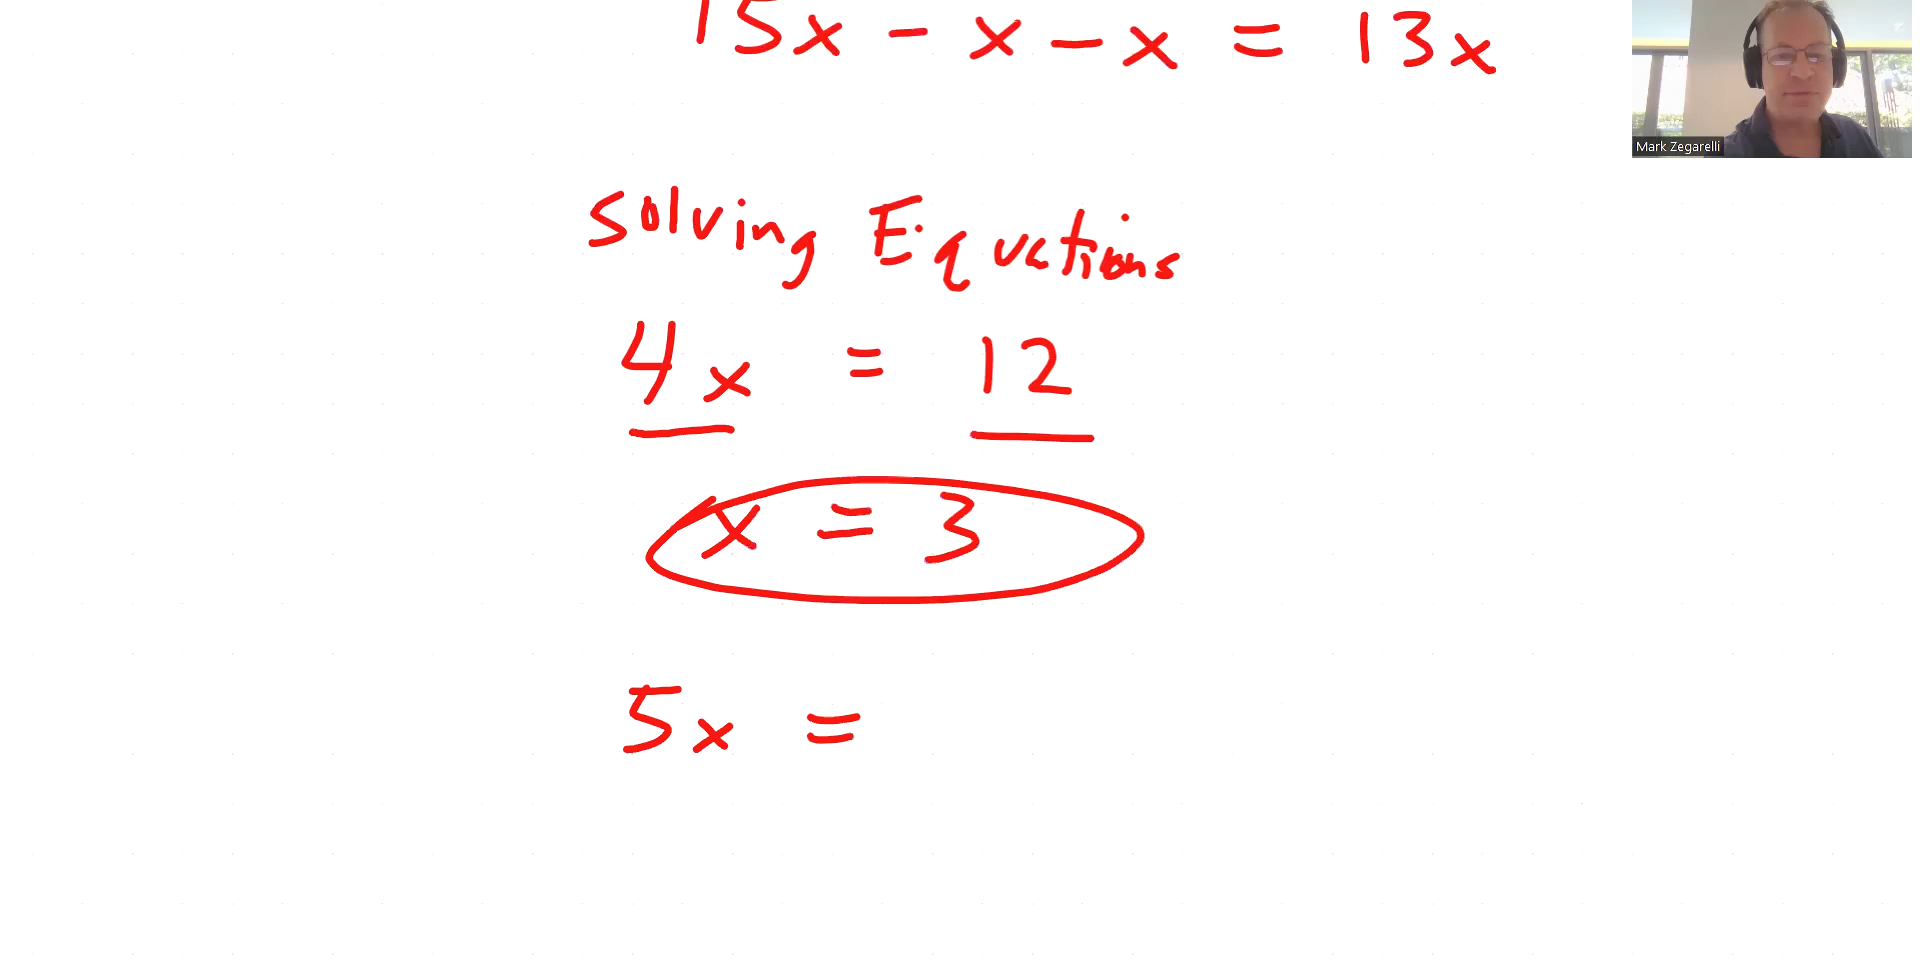 15x - x - x = 13x
Mark Zegarelli
Solving Equations
4x = 12
x = 3
5x =